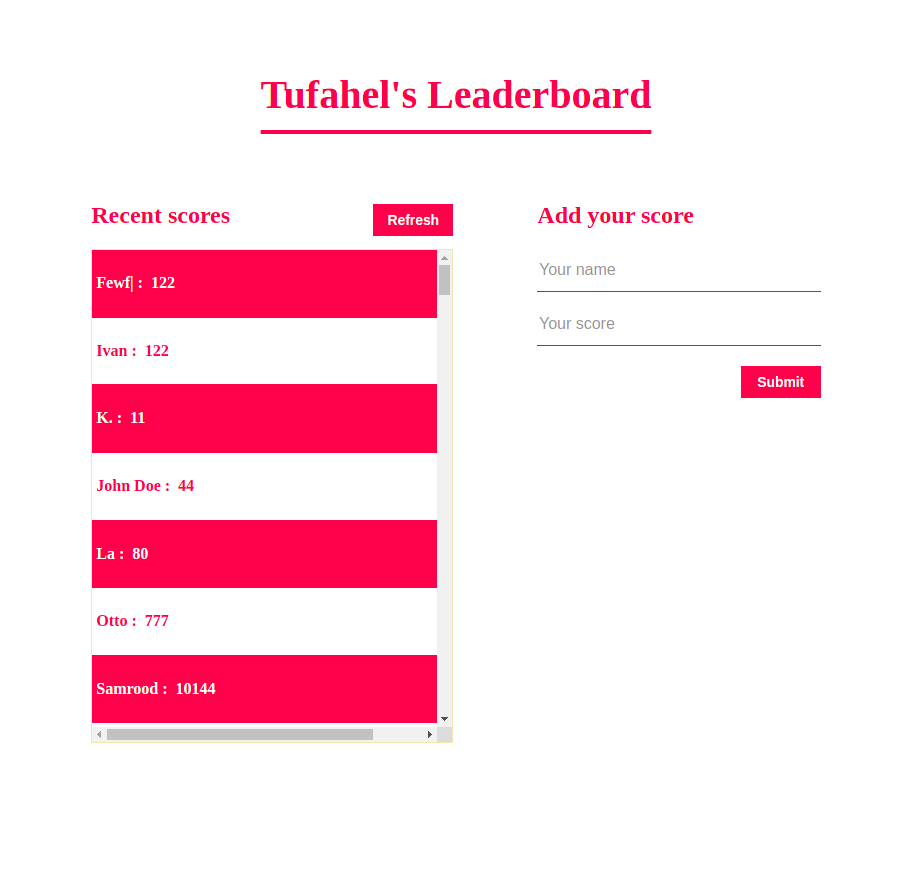 Tufahel's Leaderboard
Recent scores
Refresh
Fewf| : 122
Ivan : 122
K. : 11
John Doe : 44
La : 80
Otto : 777
Samrood : 10144
Add your score
Your name
Your score
Submit